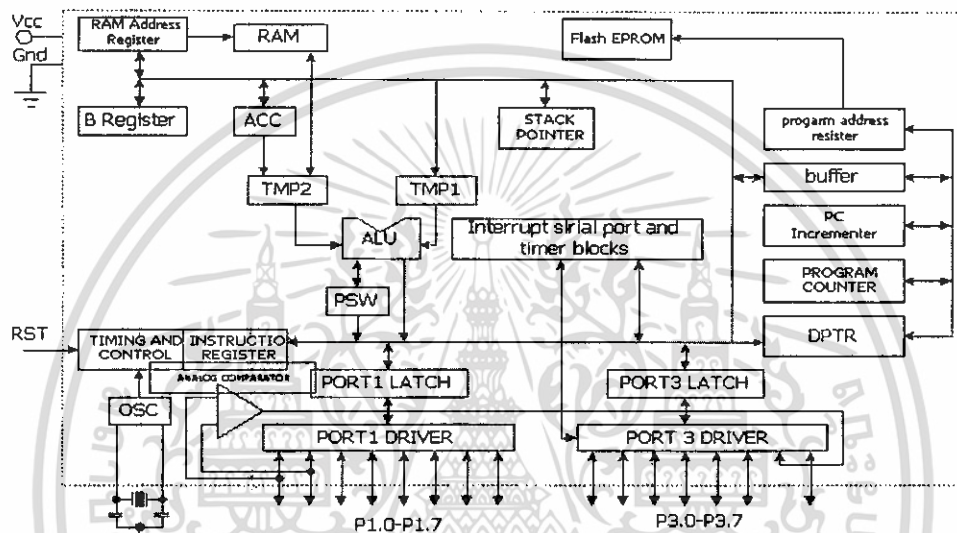 Vcc
Gnd
RAM Address
Register
RAM
Flash EPROM
B Register
ACC
STACK
POINTER
progarm address
resister
TMP2
TMP1
buffer
ALU
Interrupt sirial port and
timer blocks
PC
Incrementer
PSW
PROGRAM
COUNTER
RST
TIMING AND
CONTROL
INSTRUCTIO
REGISTER
DPTR
ANALOG COMPARATOR
PORT1 LATCH
PORT3 LATCH
OSC
PORT1 DRIVER
PORT 3 DRIVER
P1.0-P1.7
P3.0-P3.7